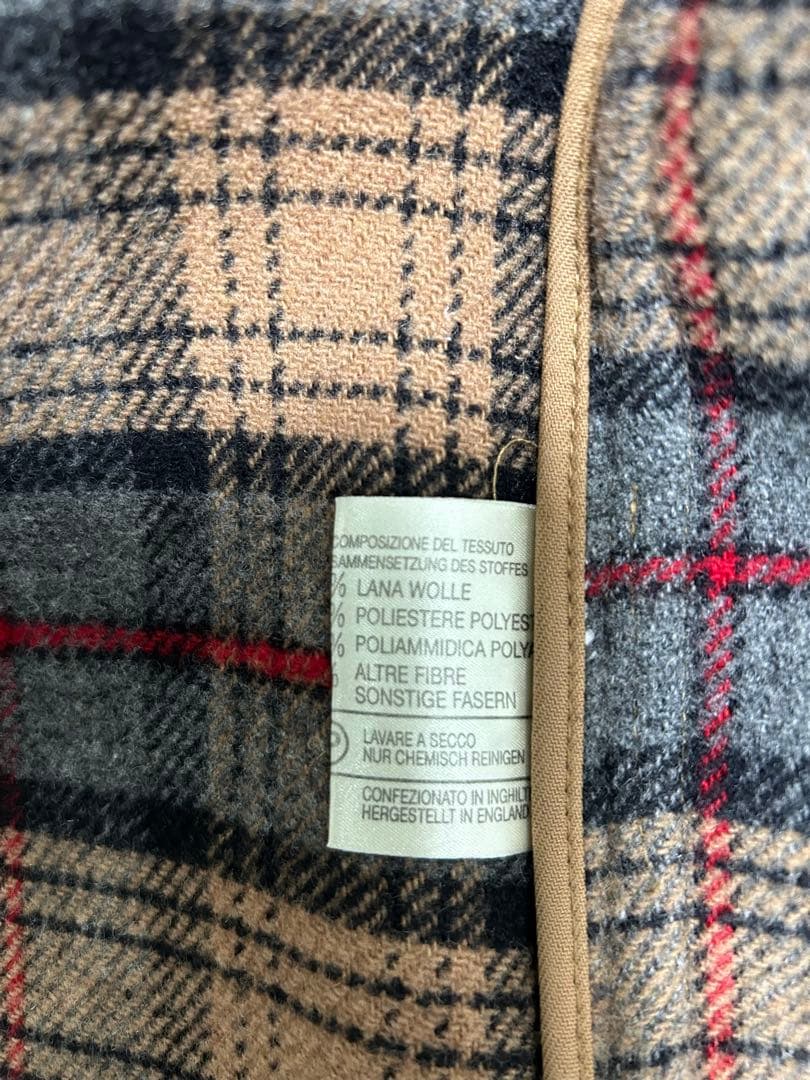 COMPOSIZIONE DEL TESSUTO
SAMMENSETZUNG DES STOFFES
% LANA WOLLE
% POLIESTERE POLYEST
% POLIAMMIDICA POLYA
% ALTRE FIBRE
SONSTIGE FASERN
P LAVARE A SECCO
NUR CHEMISCH REINIGEN
CONFEZIONATO IN INGHILT
HERGESTELLT IN ENGLAND